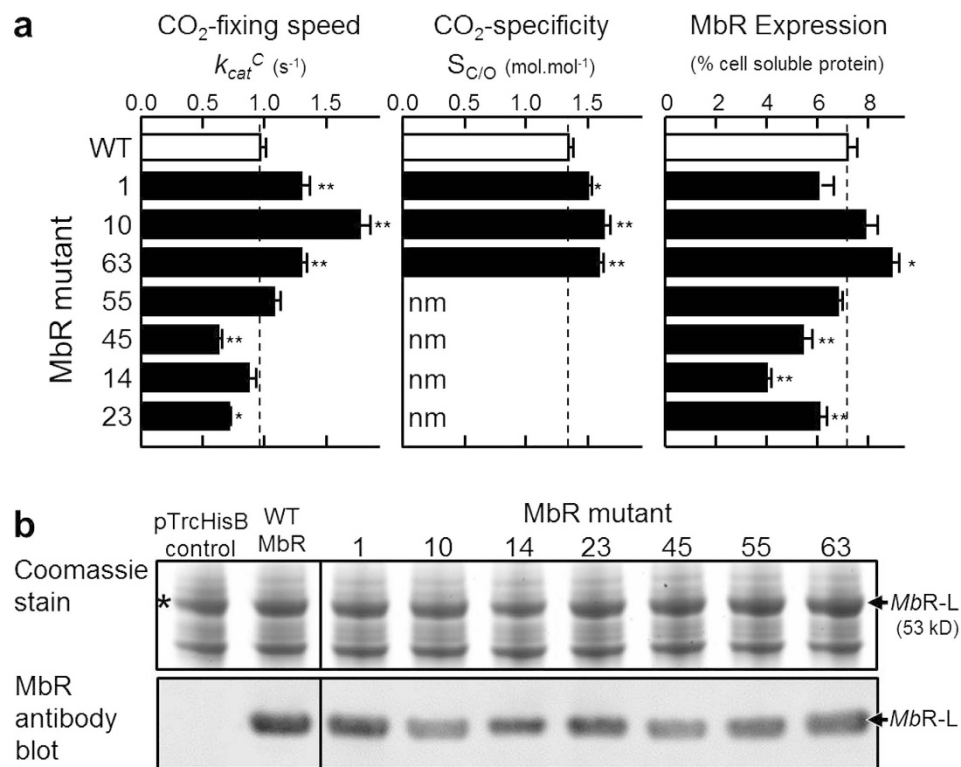 a
CO₂-fixing speed
k_cat^C (s⁻¹)
CO₂-specificity
S_C/O (mol.mol⁻¹)
MbR Expression
(% cell soluble protein)
0.0 0.5 1.0 1.5
0.0 0.5 1.0 1.5
0 2 4 6 8
MbR mutant
WT
1 ** *
10 ** **
63 ** ** *
55 nm
45 ** nm **
14 nm **
23 * nm **
b
pTrcHisB
control
WT
MbR
MbR mutant
1 10 14 23 45 55 63
Coomassie
stain
*
MbR-L
(53 kD)
MbR
antibody
blot
MbR-L